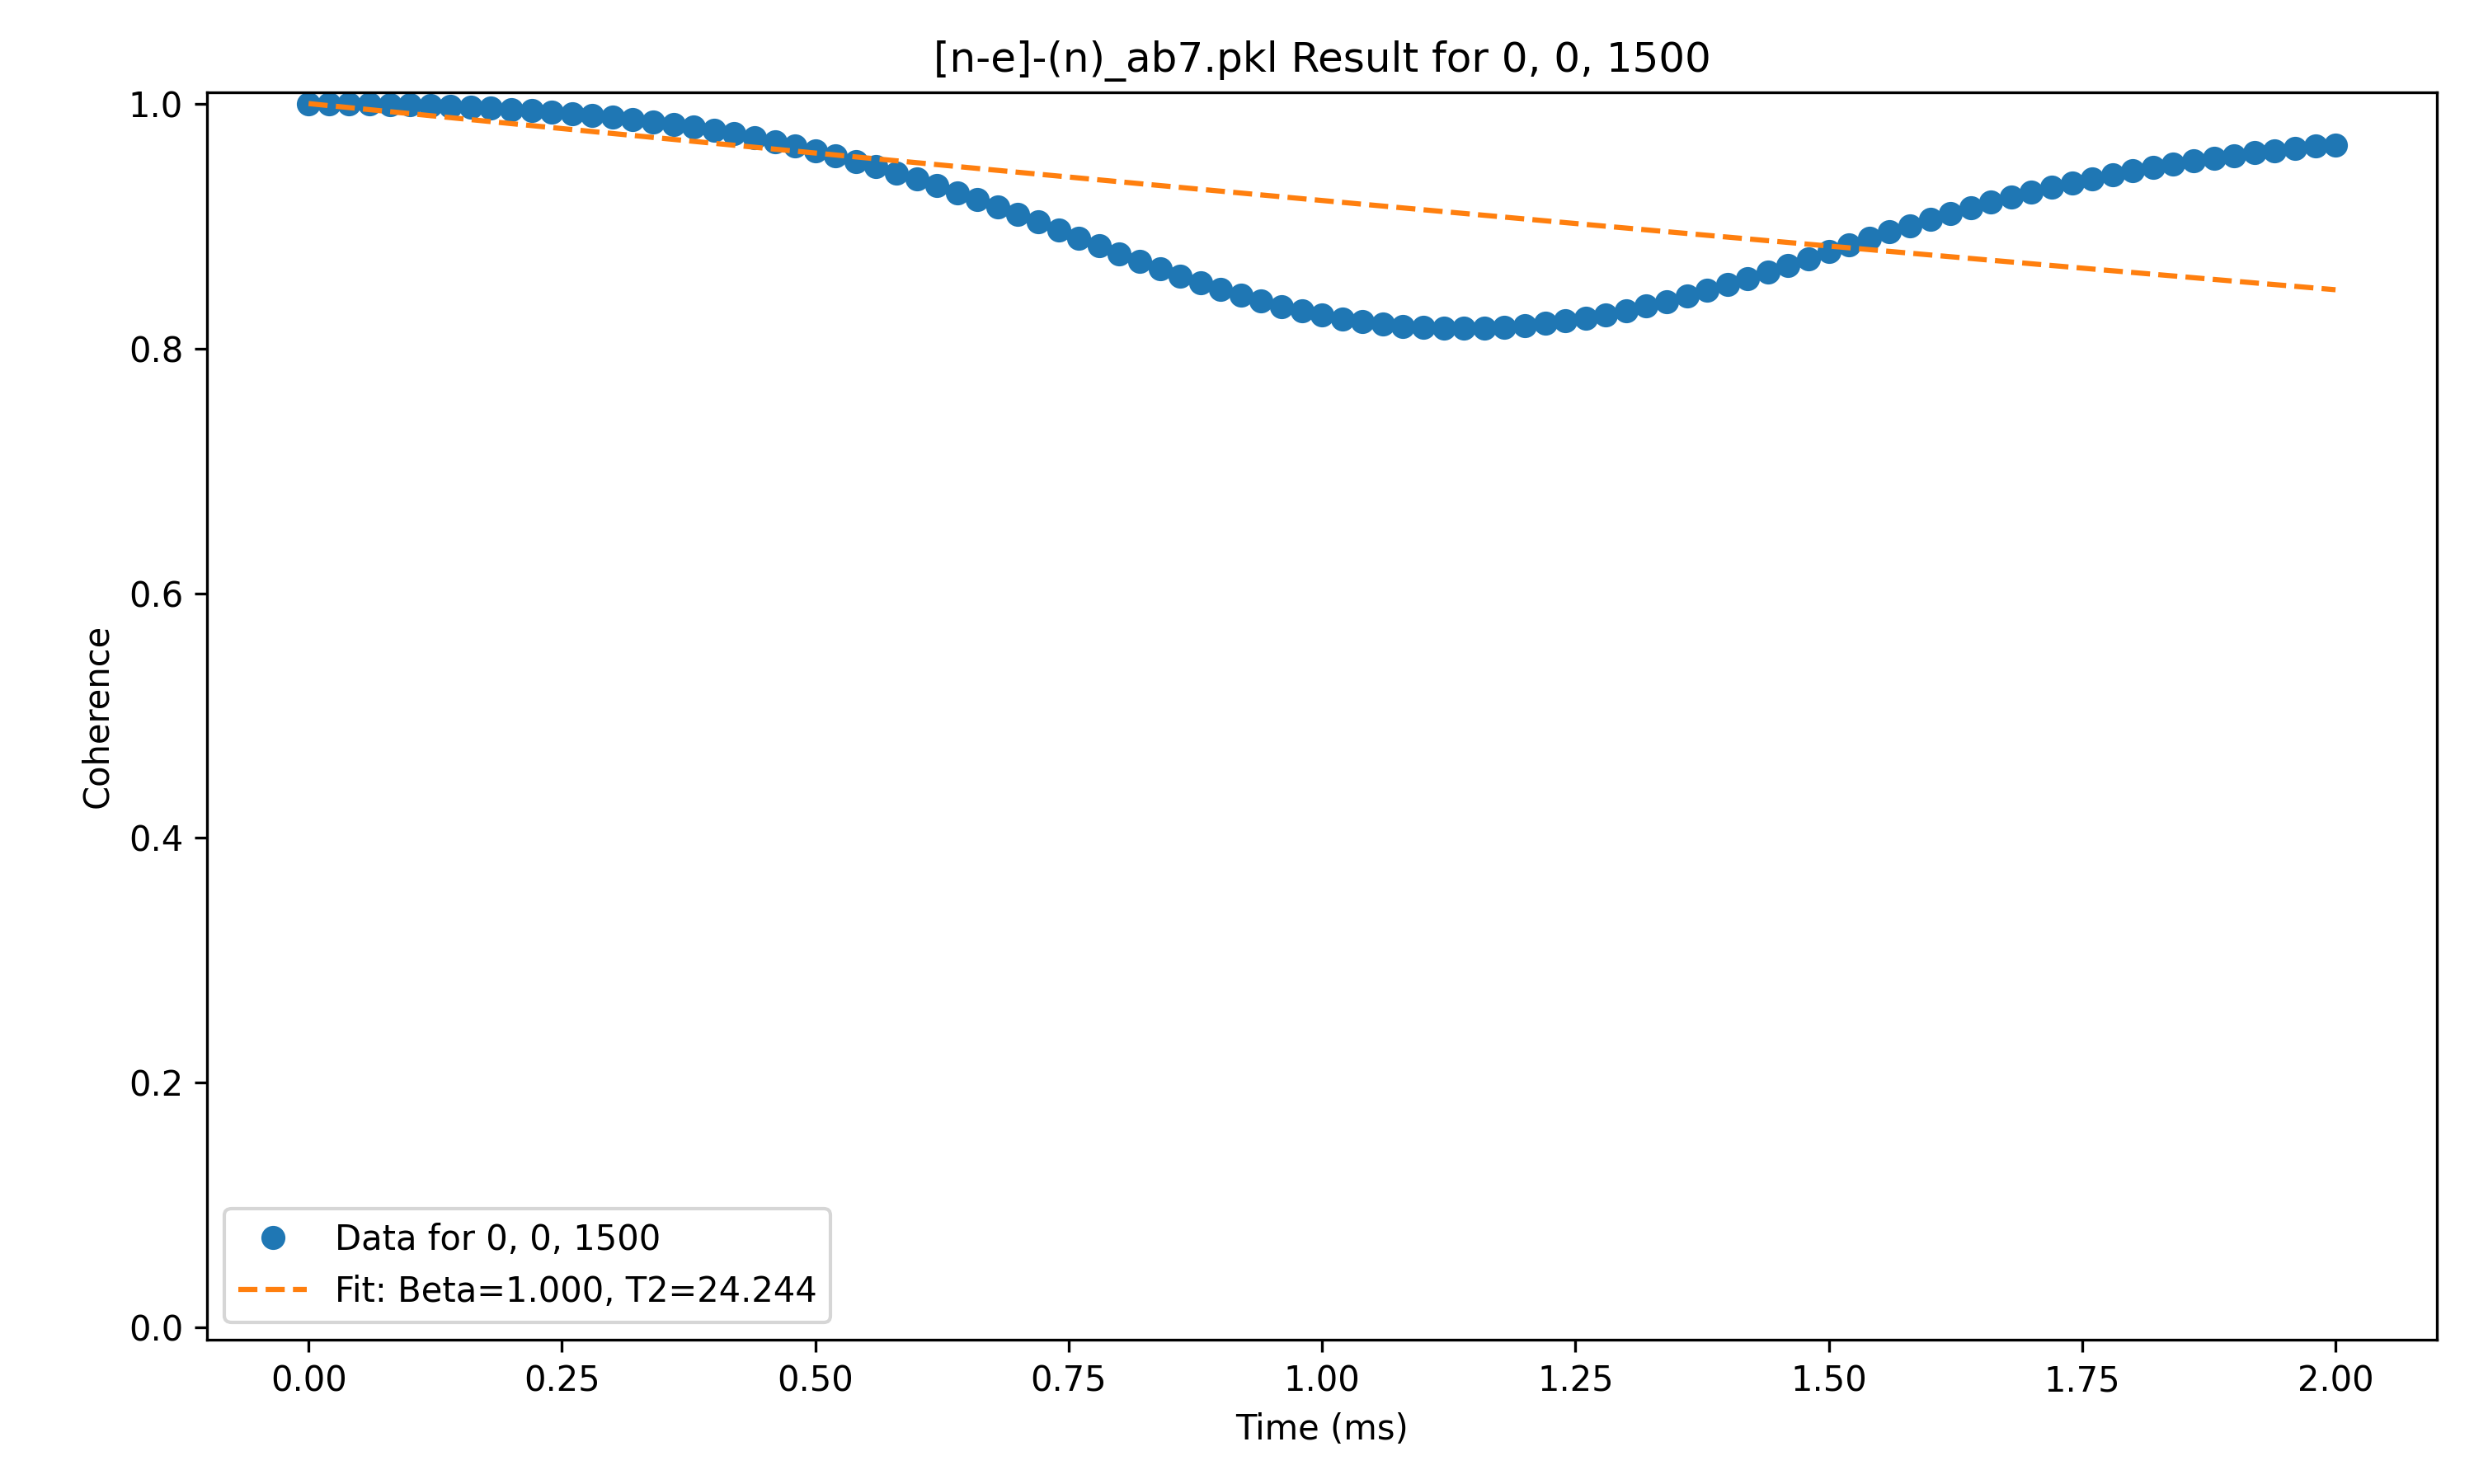 [n-e]-(n)_ab7.pkl Result for 0, 0, 1500
1.0
0.8
0.6
0.4
0.2
0.0
Coherence
Data for 0, 0, 1500
Fit: Beta=1.000, T2=24.244
0.00 0.25 0.50 0.75 1.00 1.25 1.50 1.75 2.00
Time (ms)